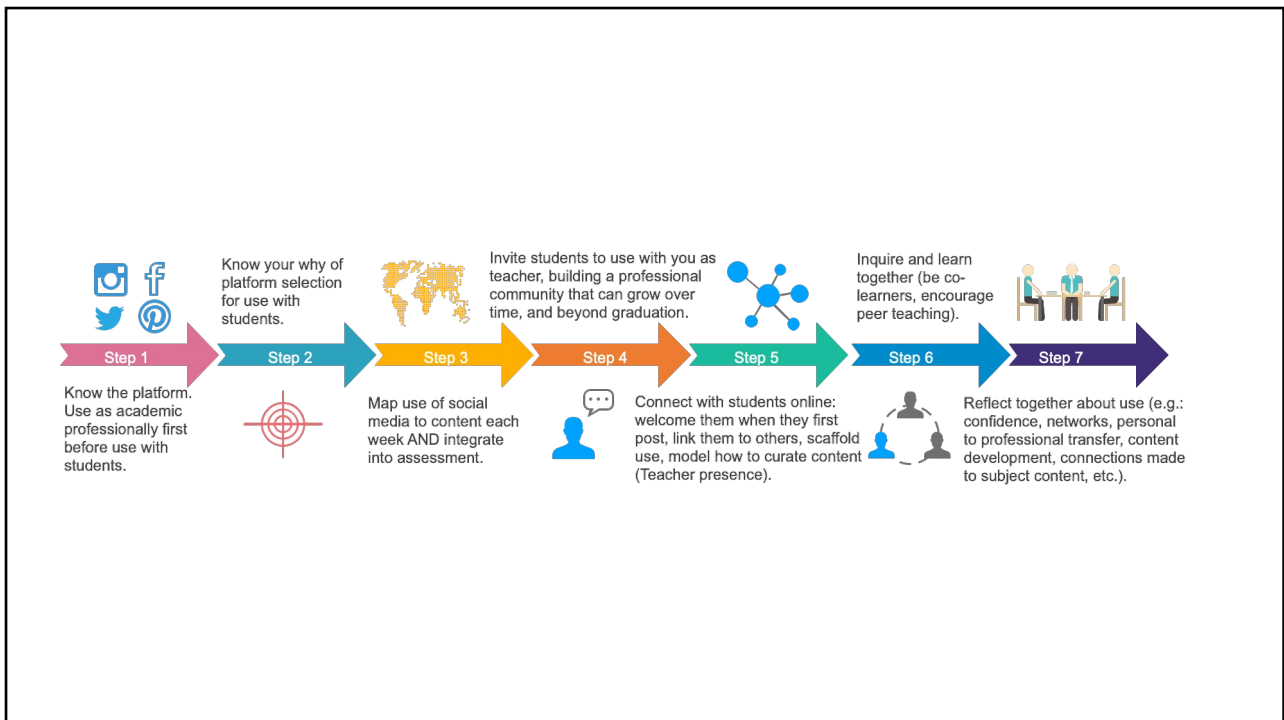 Step 1
Know the platform.
Use as academic
professionally first
before use with
students.
Know your why of
platform selection
for use with
students.
Step 2
Step 3
Map use of social
media to content each
week AND integrate
into assessment.
Invite students to use with you as
teacher, building a professional
community that can grow over
time, and beyond graduation.
Step 4
Step 5
Connect with students online:
welcome them when they first
post, link them to others, scaffold
use, model how to curate content
(Teacher presence).
Inquire and learn
together (be co-
learners, encourage
peer teaching).
Step 6
Step 7
Reflect together about use (e.g.:
confidence, networks, personal
to professional transfer, content
development, connections made
to subject content, etc.).